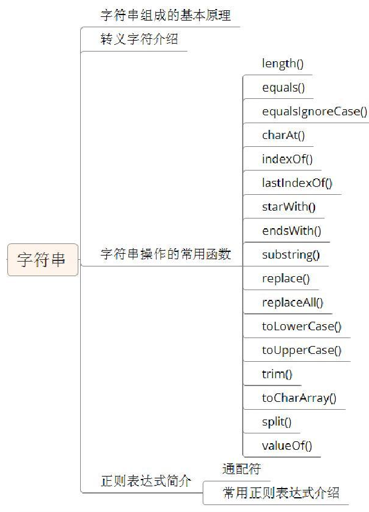 字符串
字符串组成的基本原理
转义字符介绍
字符串操作的常用函数
length()
equals()
equalsIgnoreCase()
charAt()
indexOf()
lastIndexOf()
starWith()
endsWith()
substring()
replace()
replaceAll()
toLowerCase()
toUpperCase()
trim()
toCharArray()
split()
valueOf()
正则表达式简介
通配符
常用正则表达式介绍